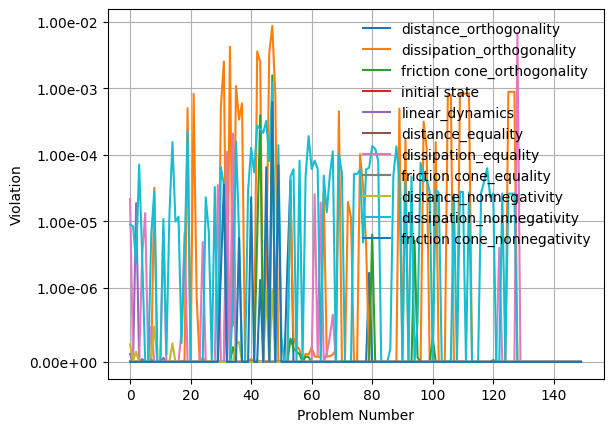 1.00e-02
1.00e-03
1.00e-04
1.00e-05
1.00e-06
0.00e+00
Violation
distance_orthogonality
dissipation_orthogonality
friction cone_orthogonality
initial state
linear_dynamics
distance_equality
dissipation_equality
friction cone_equality
distance_nonnegativity
dissipation_nonnegativity
friction cone_nonnegativity
0 20 40 60 80 100 120 140
Problem Number